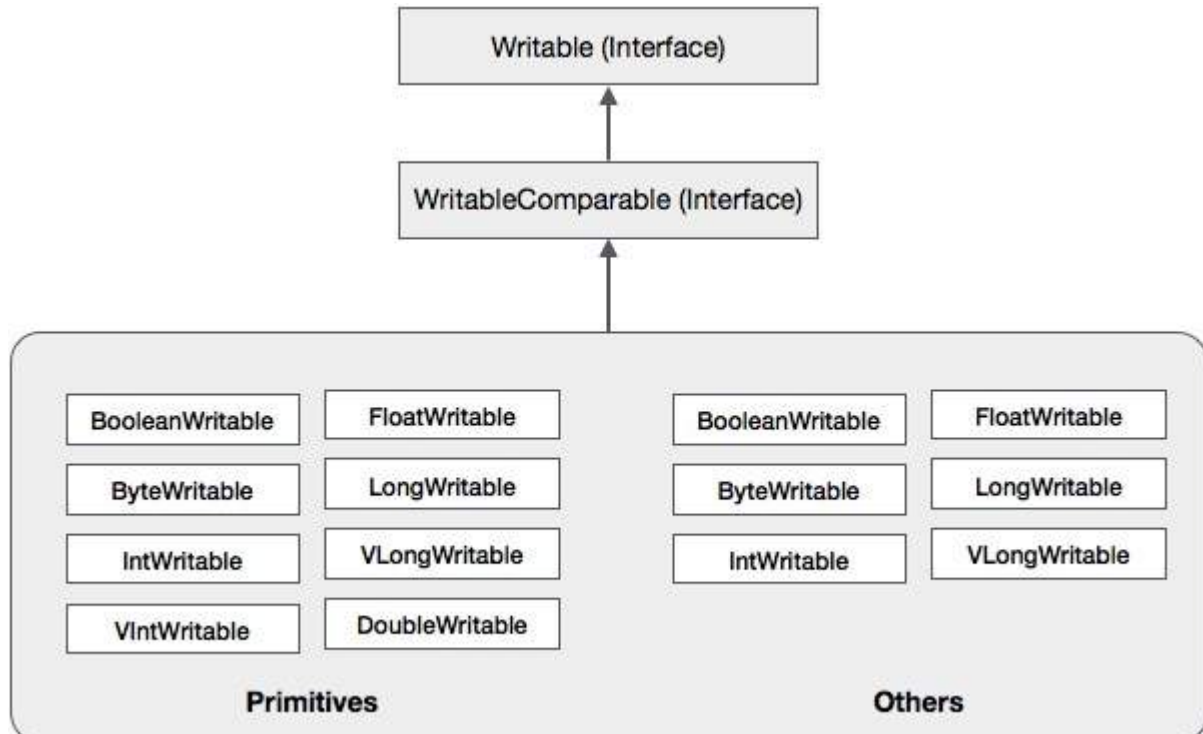 Writable (Interface)
WritableComparable (Interface)
BooleanWritable
FloatWritable
BooleanWritable
FloatWritable
ByteWritable
LongWritable
ByteWritable
LongWritable
IntWritable
VLongWritable
IntWritable
VLongWritable
VIntWritable
DoubleWritable
Primitives
Others